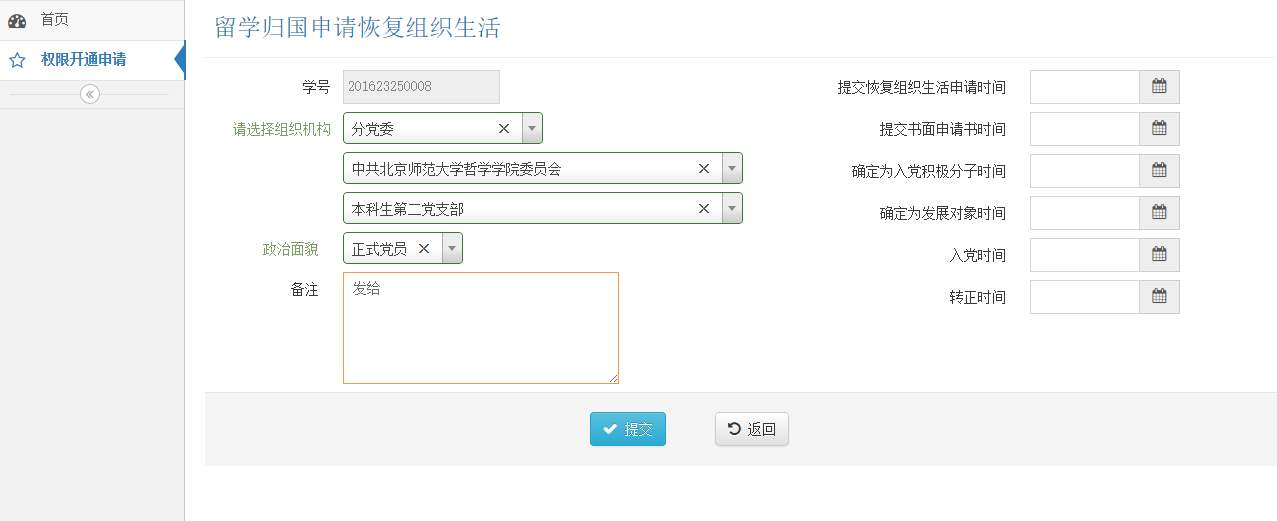 首页
权限开通申请
留学归国申请恢复组织生活
学号
201623250008
请选择组织机构
分党委
中共北京师范大学哲学学院委员会
本科生第二党支部
政治面貌
正式党员
备注
发给
提交恢复组织生活申请时间
提交书面申请书时间
确定为入党积极分子时间
确定为发展对象时间
入党时间
转正时间
提交
返回